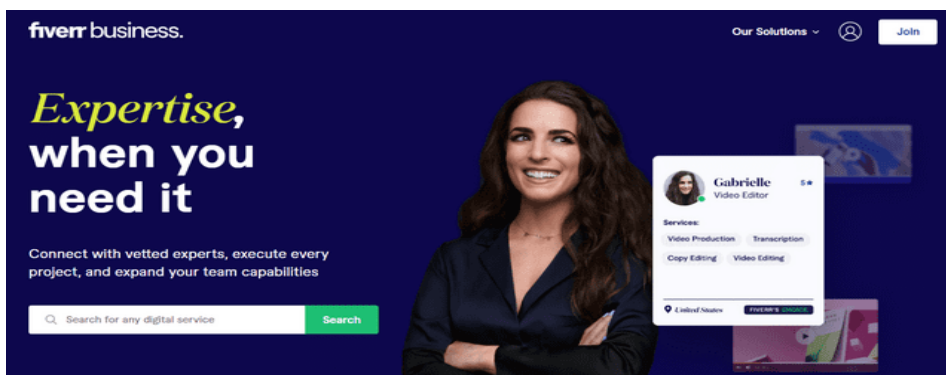 fiverr business.
Our Solutions
Join
Expertise,
when you
need it
Connect with vetted experts, execute every
project, and expand your team capabilities
Search for any digital service
Search
Gabrielle
5★
Video Editor
Services:
Video Production Transcription
Copy Editing Video Editing
United States
FIVERR'S CHOICE